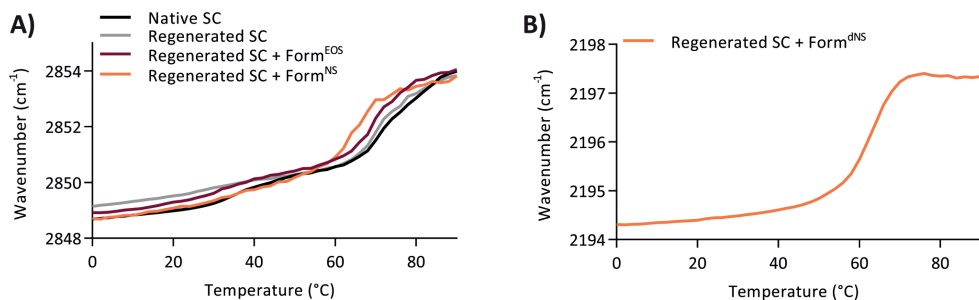 A)
Native SC
Regenerated SC
Regenerated SC + Form^EOS
Regenerated SC + Form^NS
Wavenumber (cm⁻¹)
2854
2852
2850
2848
0 20 40 60 80
Temperature (°C)
B)
Regenerated SC + Form^dNS
Wavenumber (cm⁻¹)
2198
2197
2196
2195
2194
0 20 40 60 80
Temperature (°C)